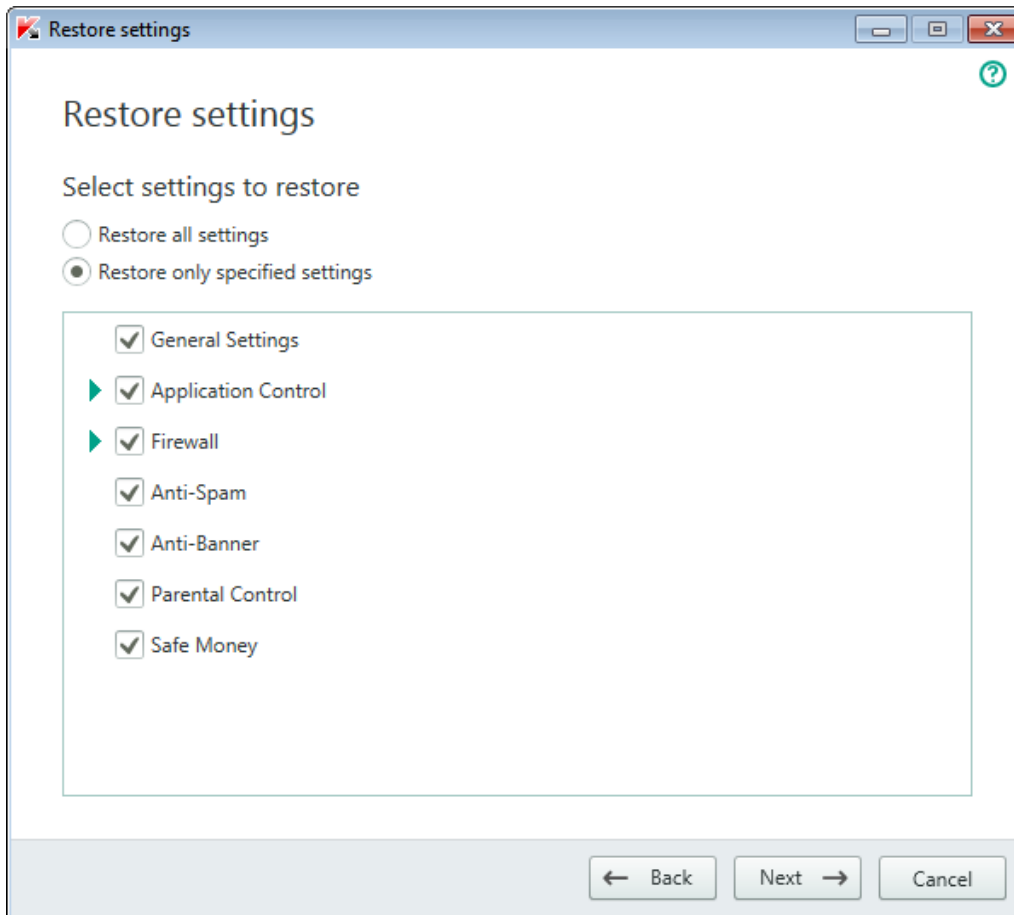 Restore settings
Restore settings
Select settings to restore
Restore all settings
Restore only specified settings
General Settings
Application Control
Firewall
Anti-Spam
Anti-Banner
Parental Control
Safe Money
Back Next Cancel